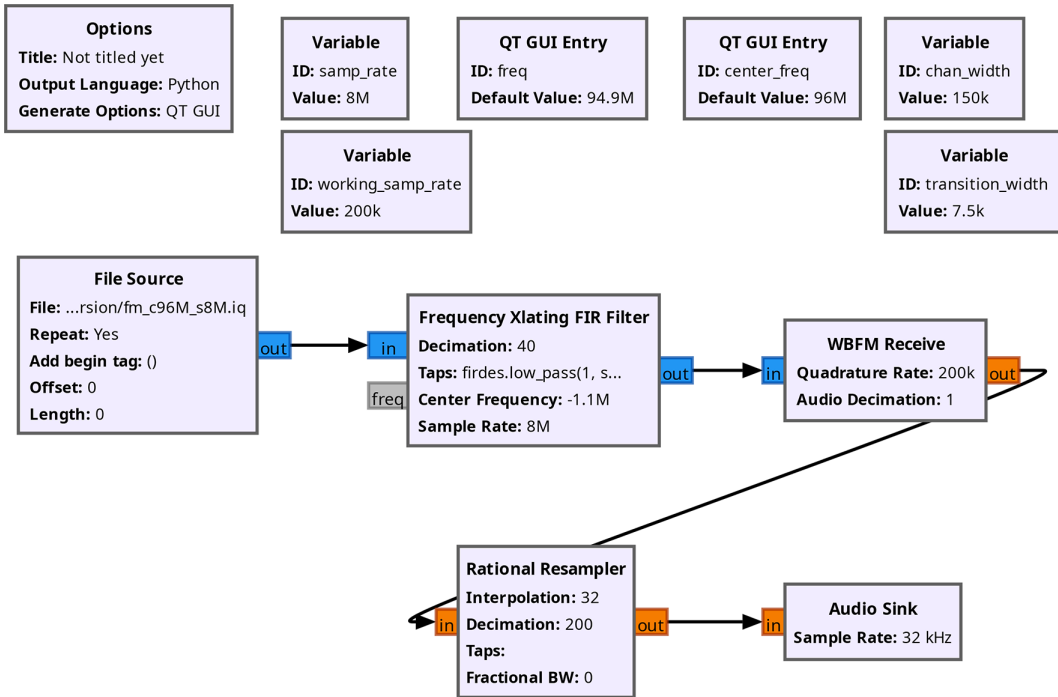 Options
Title: Not titled yet
Output Language: Python
Generate Options: QT GUI
Variable
ID: samp_rate
Value: 8M
QT GUI Entry
ID: freq
Default Value: 94.9M
QT GUI Entry
ID: center_freq
Default Value: 96M
Variable
ID: chan_width
Value: 150k
Variable
ID: working_samp_rate
Value: 200k
Variable
ID: transition_width
Value: 7.5k
File Source
File: ...rsion/fm_c96M_s8M.iq
Repeat: Yes
Add begin tag: ()
Offset: 0
Length: 0
out
in
freq
Frequency Xlating FIR Filter
Decimation: 40
Taps: firdes.low_pass(1, s...
Center Frequency: -1.1M
Sample Rate: 8M
out
in
WBFM Receive
Quadrature Rate: 200k
Audio Decimation: 1
out
in
Rational Resampler
Interpolation: 32
Decimation: 200
Taps:
Fractional BW: 0
out
in
Audio Sink
Sample Rate: 32 kHz